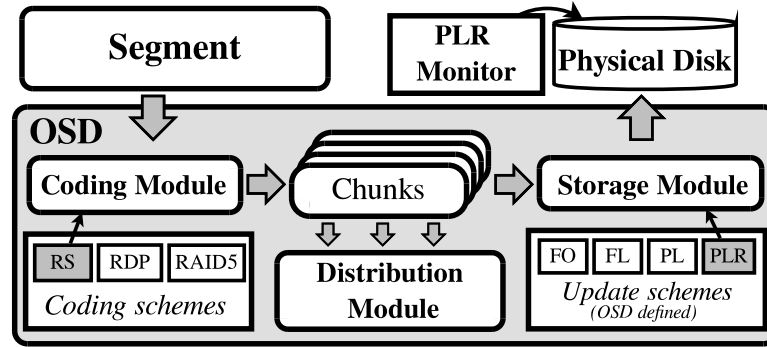 Segment
PLR
Monitor
Physical Disk
OSD
Coding Module
Chunks
Storage Module
RS
RDP
RAID5
Coding schemes
Distribution
Module
FO
FL
PL
PLR
Update schemes
(OSD defined)